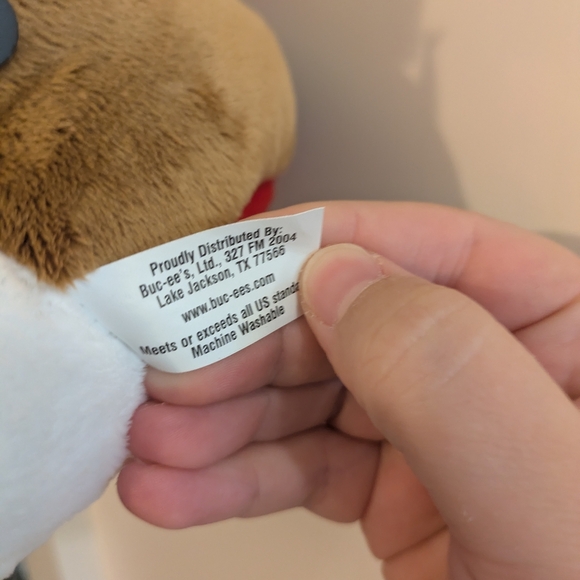 Proudly Distributed By:
Buc-ee's, Ltd., 327 FM 2004
Lake Jackson, TX 77566
www.buc-ees.com
Meets or exceeds all US standa
Machine Washable